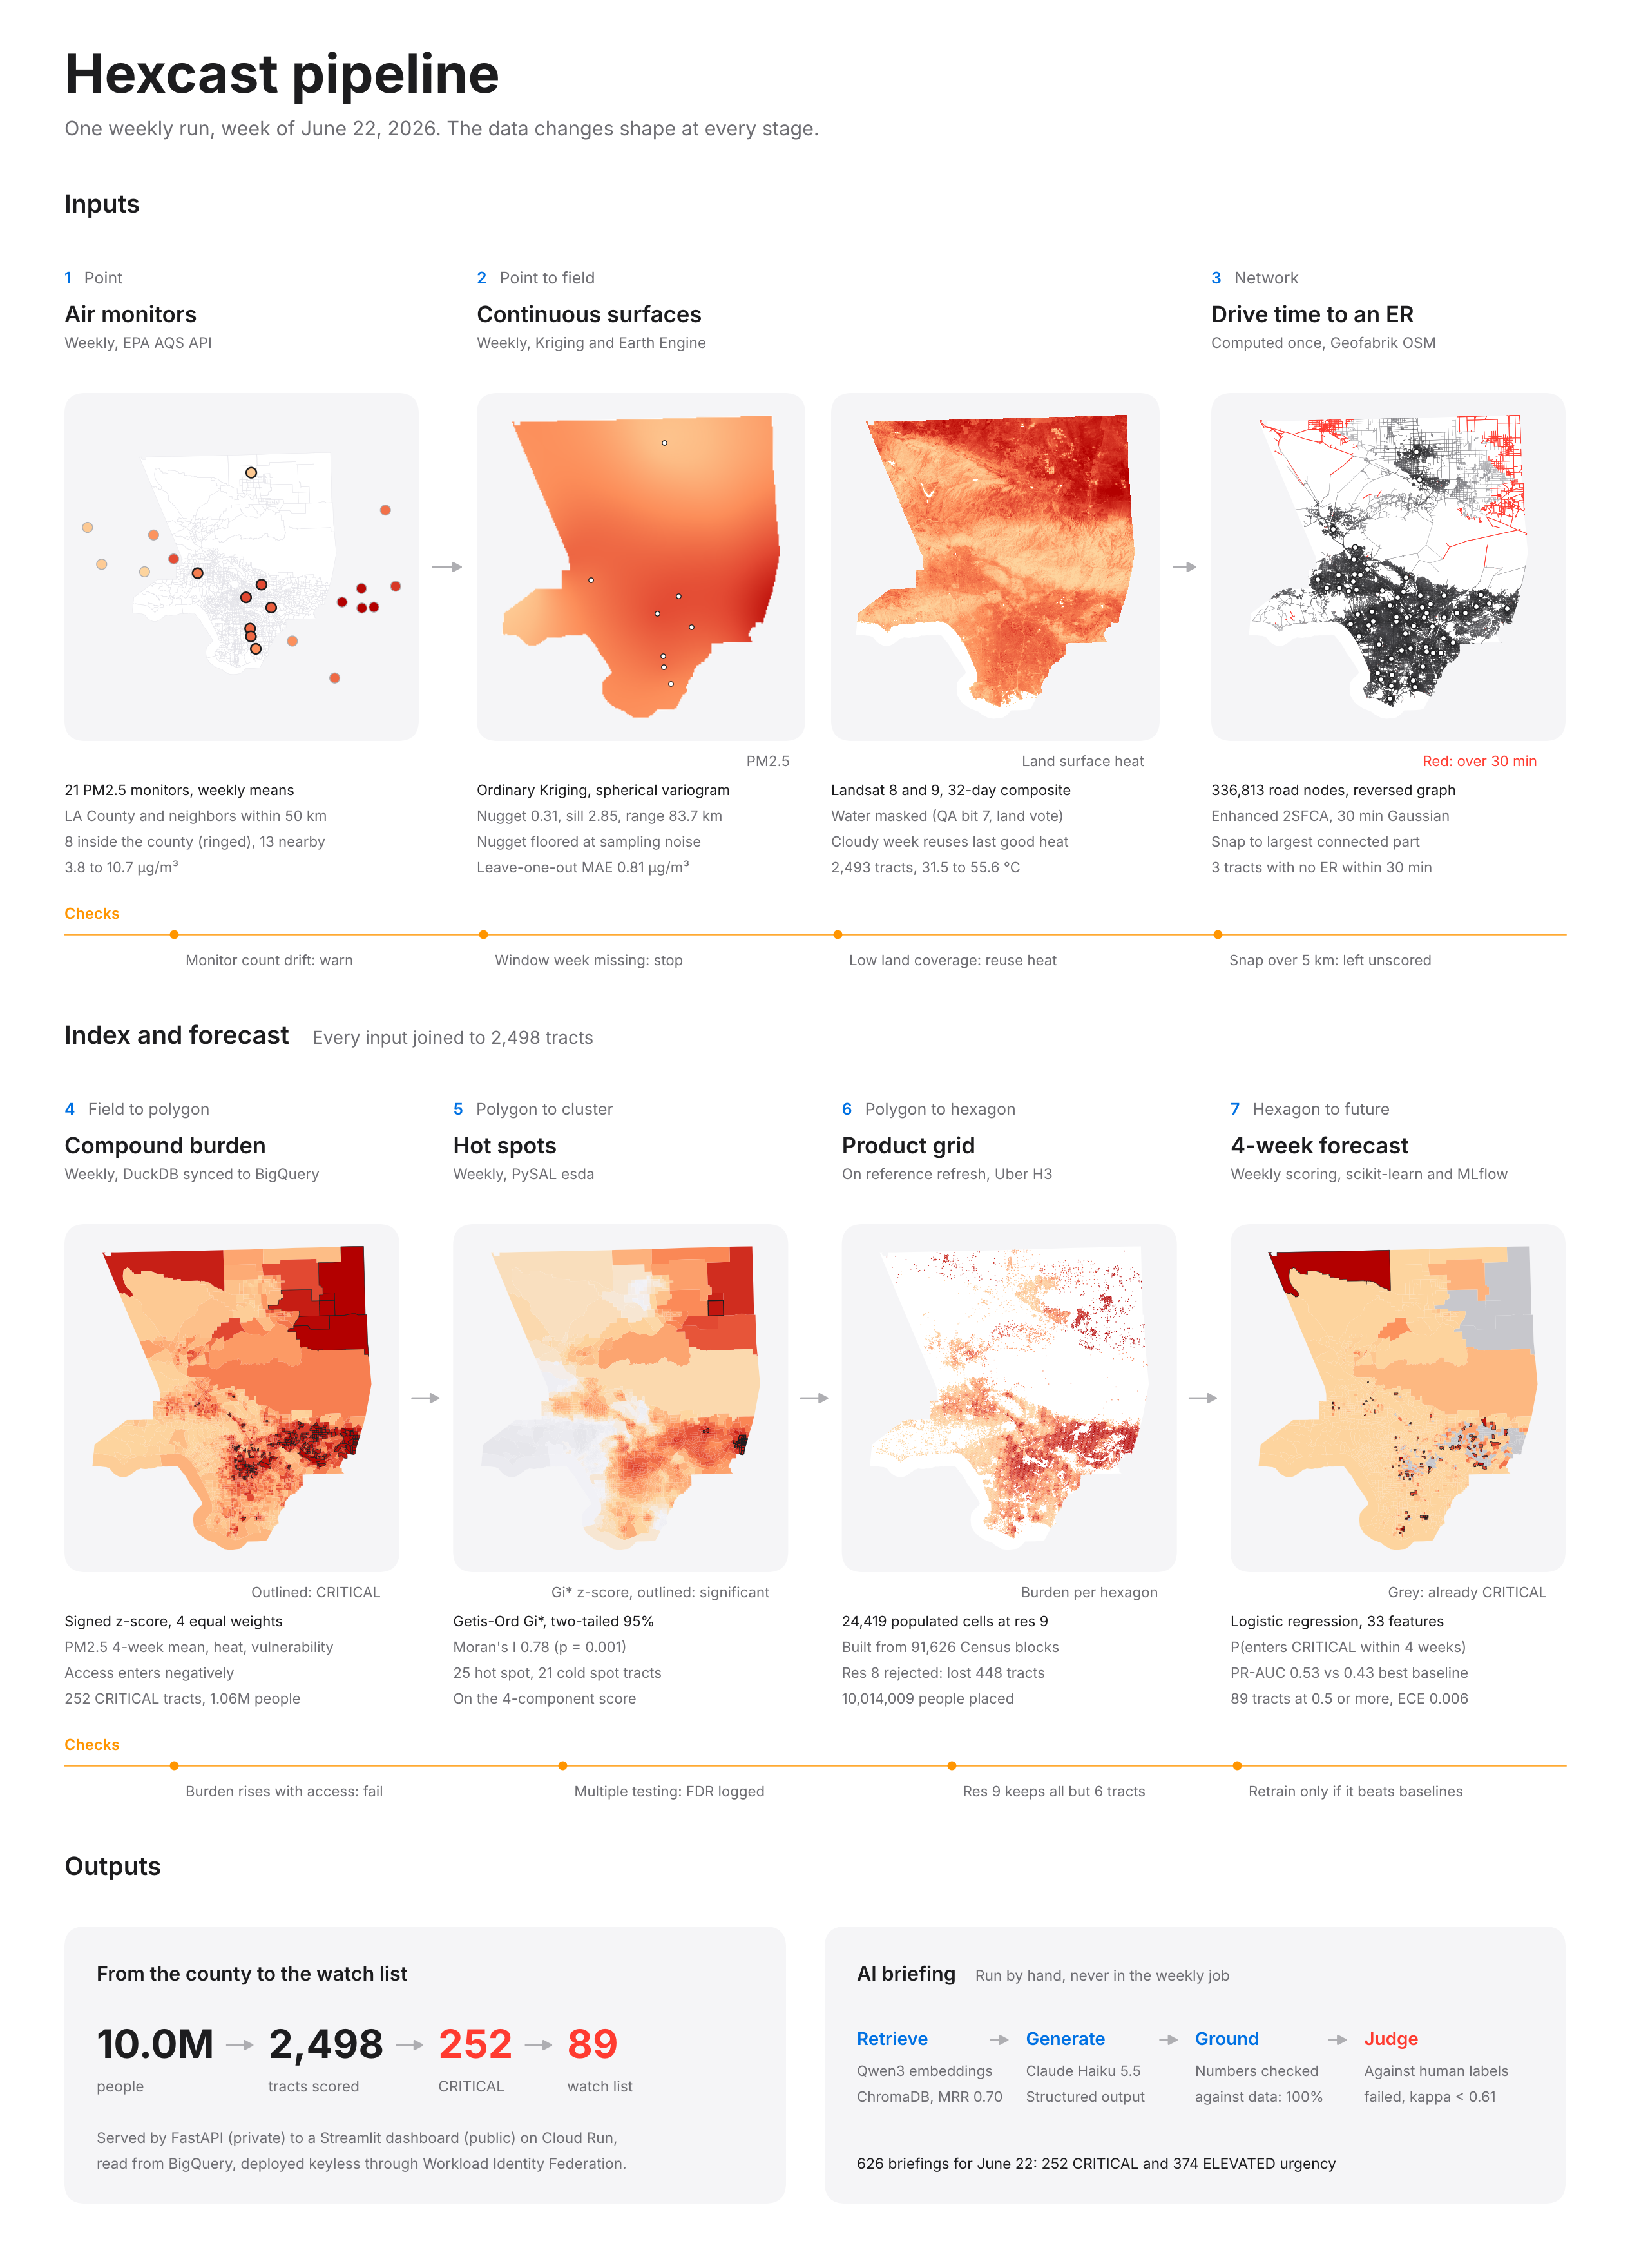 Hexcast pipeline
One weekly run, week of June 22, 2026. The data changes shape at every stage.
Inputs
1 Point
Air monitors
Weekly, EPA AQS API
21 PM2.5 monitors, weekly means
LA County and neighbors within 50 km
8 inside the county (ringed), 13 nearby
3.8 to 10.7 µg/m³
2 Point to field
Continuous surfaces
Weekly, Kriging and Earth Engine
PM2.5
Ordinary Kriging, spherical variogram
Nugget 0.31, sill 2.85, range 83.7 km
Nugget floored at sampling noise
Leave-one-out MAE 0.81 µg/m³
Land surface heat
Landsat 8 and 9, 32-day composite
Water masked (QA bit 7, land vote)
Cloudy week reuses last good heat
2,493 tracts, 31.5 to 55.6 °C
3 Network
Drive time to an ER
Computed once, Geofabrik OSM
Red: over 30 min
336,813 road nodes, reversed graph
Enhanced 2SFCA, 30 min Gaussian
Snap to largest connected part
3 tracts with no ER within 30 min
Checks
Monitor count drift: warn
Window week missing: stop
Low land coverage: reuse heat
Snap over 5 km: left unscored
Index and forecast Every input joined to 2,498 tracts
4 Field to polygon
Compound burden
Weekly, DuckDB synced to BigQuery
Outlined: CRITICAL
Signed z-score, 4 equal weights
PM2.5 4-week mean, heat, vulnerability
Access enters negatively
252 CRITICAL tracts, 1.06M people
5 Polygon to cluster
Hot spots
Weekly, PySAL esda
Gi* z-score, outlined: significant
Getis-Ord Gi*, two-tailed 95%
Moran's I 0.78 (p = 0.001)
25 hot spot, 21 cold spot tracts
On the 4-component score
6 Polygon to hexagon
Product grid
On reference refresh, Uber H3
Burden per hexagon
24,419 populated cells at res 9
Built from 91,626 Census blocks
Res 8 rejected: lost 448 tracts
10,014,009 people placed
7 Hexagon to future
4-week forecast
Weekly scoring, scikit-learn and MLflow
Grey: already CRITICAL
Logistic regression, 33 features
P(enters CRITICAL within 4 weeks)
PR-AUC 0.53 vs 0.43 best baseline
89 tracts at 0.5 or more, ECE 0.006
Checks
Burden rises with access: fail
Multiple testing: FDR logged
Res 9 keeps all but 6 tracts
Retrain only if it beats baselines
Outputs
From the county to the watch list
10.0M
people
2,498
tracts scored
252
CRITICAL
89
watch list
Served by FastAPI (private) to a Streamlit dashboard (public) on Cloud Run,
read from BigQuery, deployed keyless through Workload Identity Federation.
AI briefing Run by hand, never in the weekly job
Retrieve
Qwen3 embeddings
ChromaDB, MRR 0.70
Generate
Claude Haiku 5.5
Structured output
Ground
Numbers checked
against data: 100%
Judge
Against human labels
failed, kappa < 0.61
626 briefings for June 22: 252 CRITICAL and 374 ELEVATED urgency